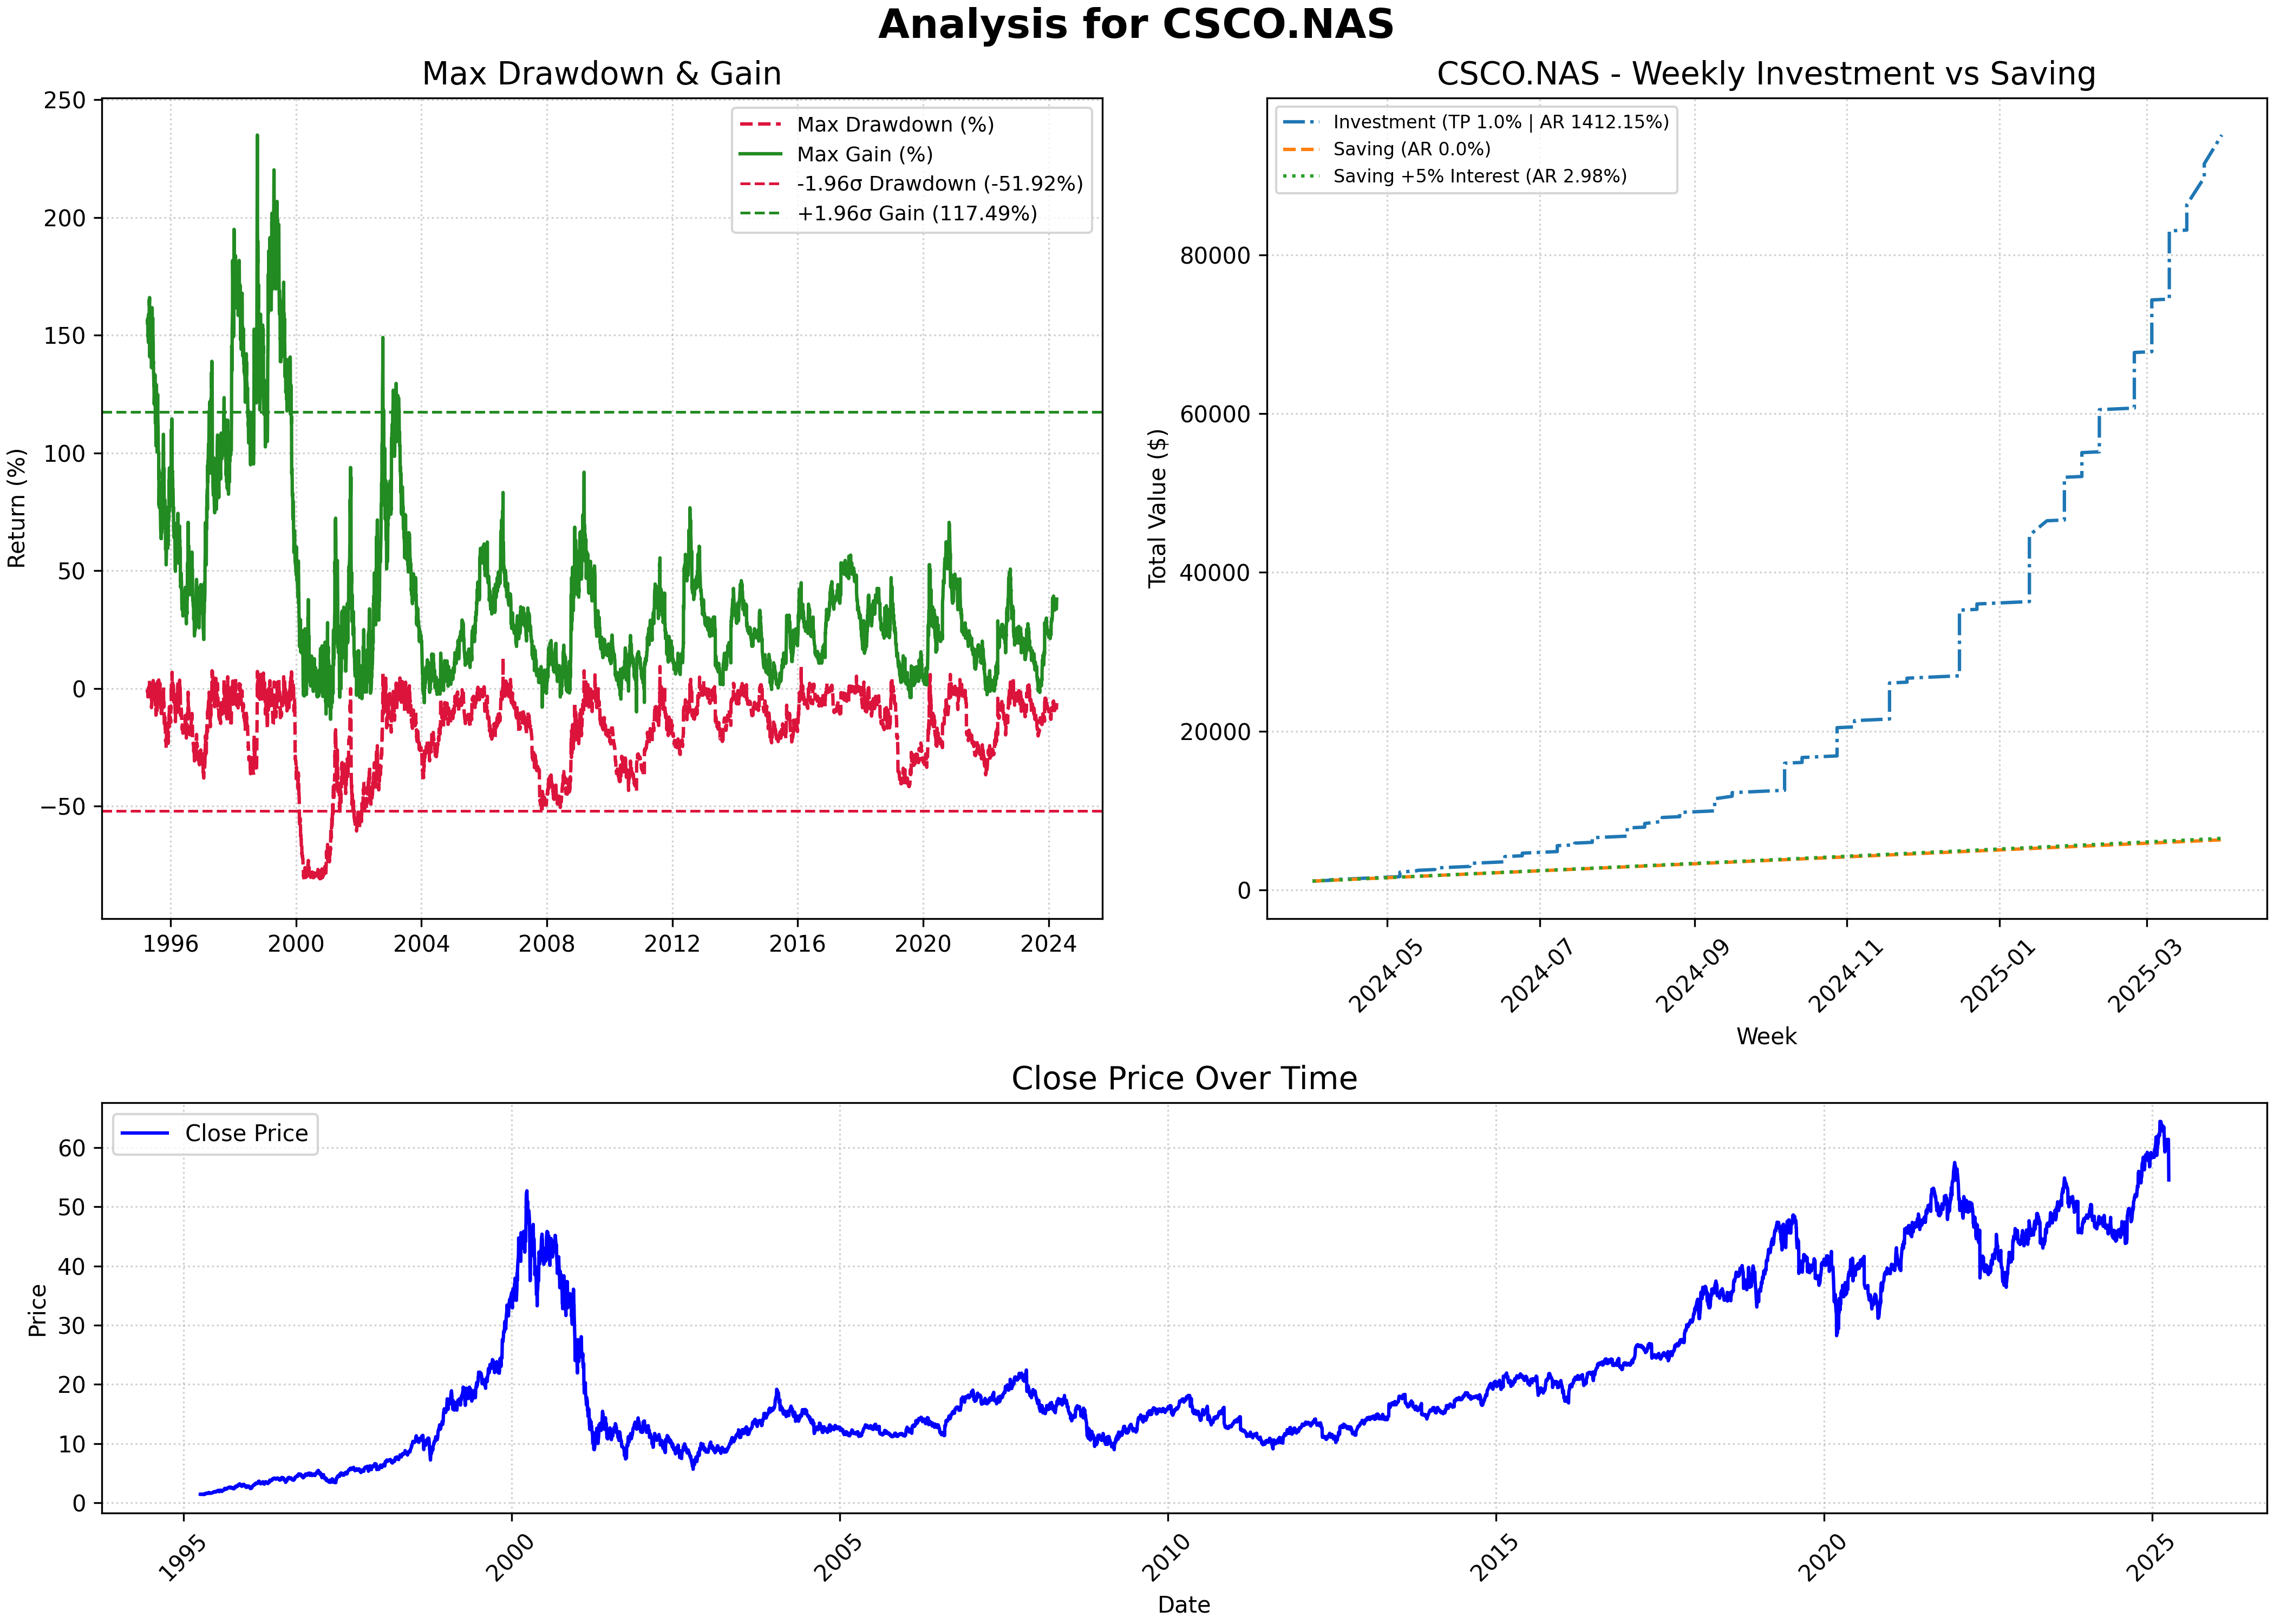 Analysis for CSCO.NAS
Max Drawdown & Gain
Return (%)
250
200
150
100
50
0
−50
Max Drawdown (%)
Max Gain (%)
-1.96σ Drawdown (-51.92%)
+1.96σ Gain (117.49%)
1996 2000 2004 2008 2012 2016 2020 2024
CSCO.NAS - Weekly Investment vs Saving
Total Value ($)
80000
60000
40000
20000
0
Investment (TP 1.0% | AR 1412.15%)
Saving (AR 0.0%)
Saving +5% Interest (AR 2.98%)
2024-05 2024-07 2024-09 2024-11 2025-01 2025-03
Week
Close Price Over Time
Price
60
50
40
30
20
10
0
Close Price
1995 2000 2005 2010 2015 2020 2025
Date